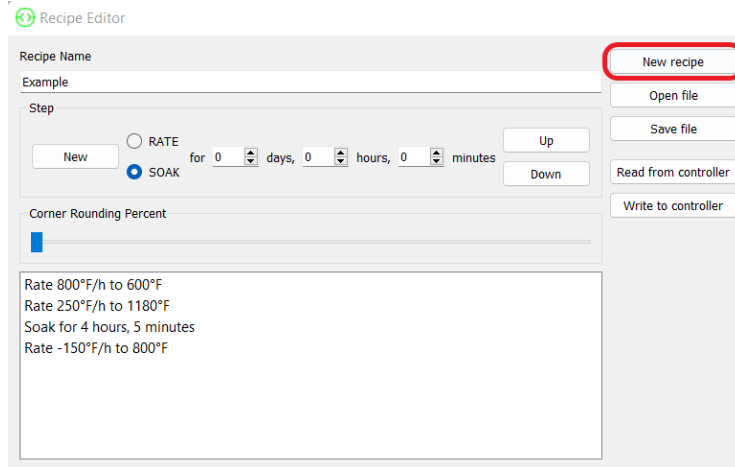 Recipe Editor
Recipe Name
New recipe
Example
Open file
Step
Save file
New
RATE
SOAK
for 0 days, 0 hours, 0 minutes
Up
Down
Read from controller
Write to controller
Corner Rounding Percent
Rate 800°F/h to 600°F
Rate 250°F/h to 1180°F
Soak for 4 hours, 5 minutes
Rate -150°F/h to 800°F